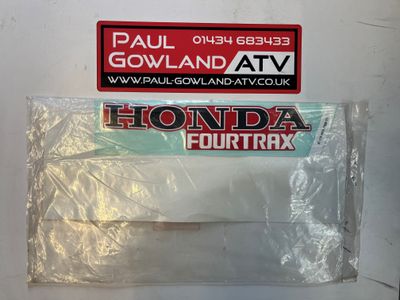 PAUL 01434 683433
GOWLAND ATV
WWW.PAUL-GOWLAND-ATV.CO.UK
HONDA
FOURTRAX